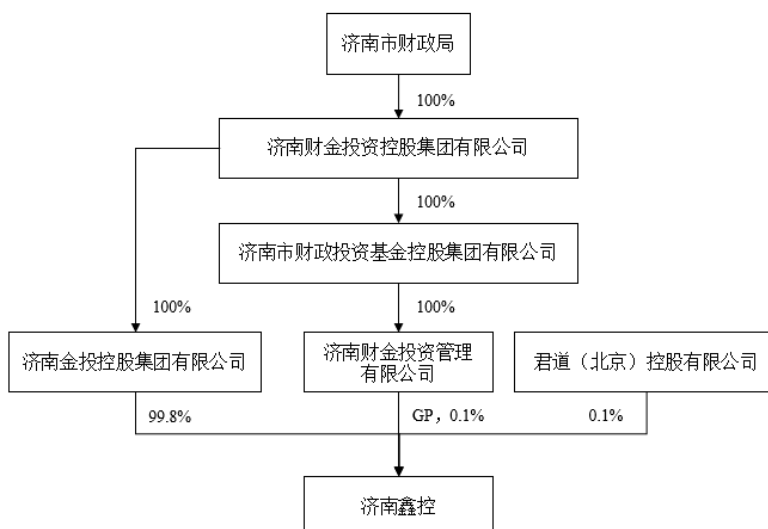 济南市财政局
100%
济南财金投资控股集团有限公司
100%
济南市财政投资基金控股集团有限公司
100%
100%
济南金投控股集团有限公司
济南财金投资管理
有限公司
君道（北京）控股有限公司
99.8%
GP，0.1%
0.1%
济南鑫控